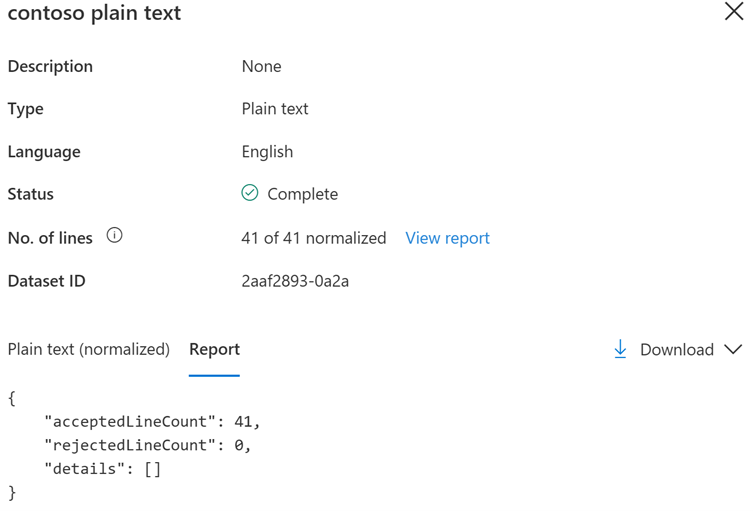 contoso plain text
Description None
Type Plain text
Language English
Status Complete
No. of lines 41 of 41 normalized View report
Dataset ID 2aaf2893-0a2a
Plain text (normalized) Report Download
{
    "acceptedLineCount": 41,
    "rejectedLineCount": 0,
    "details": []
}